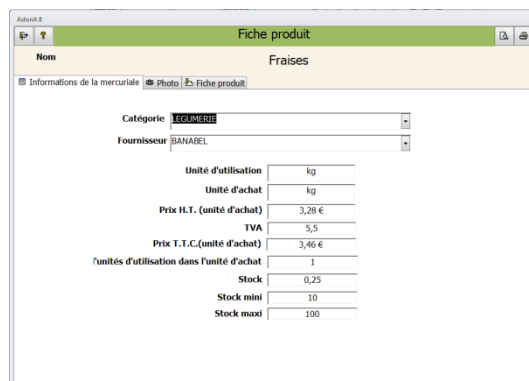 AstoriA 8
Fiche produit
Nom
Fraises
Informations de la mercuriale Photo Fiche produit
Catégorie LEGUMERIE
Fournisseur BANABEL
Unité d'utilisation kg
Unité d'achat kg
Prix H.T. (unité d'achat) 3,28 €
TVA 5,5
Prix T.T.C.(unité d'achat) 3,46 €
l'unités d'utilisation dans l'unité d'achat 1
Stock 0,25
Stock mini 10
Stock maxi 100